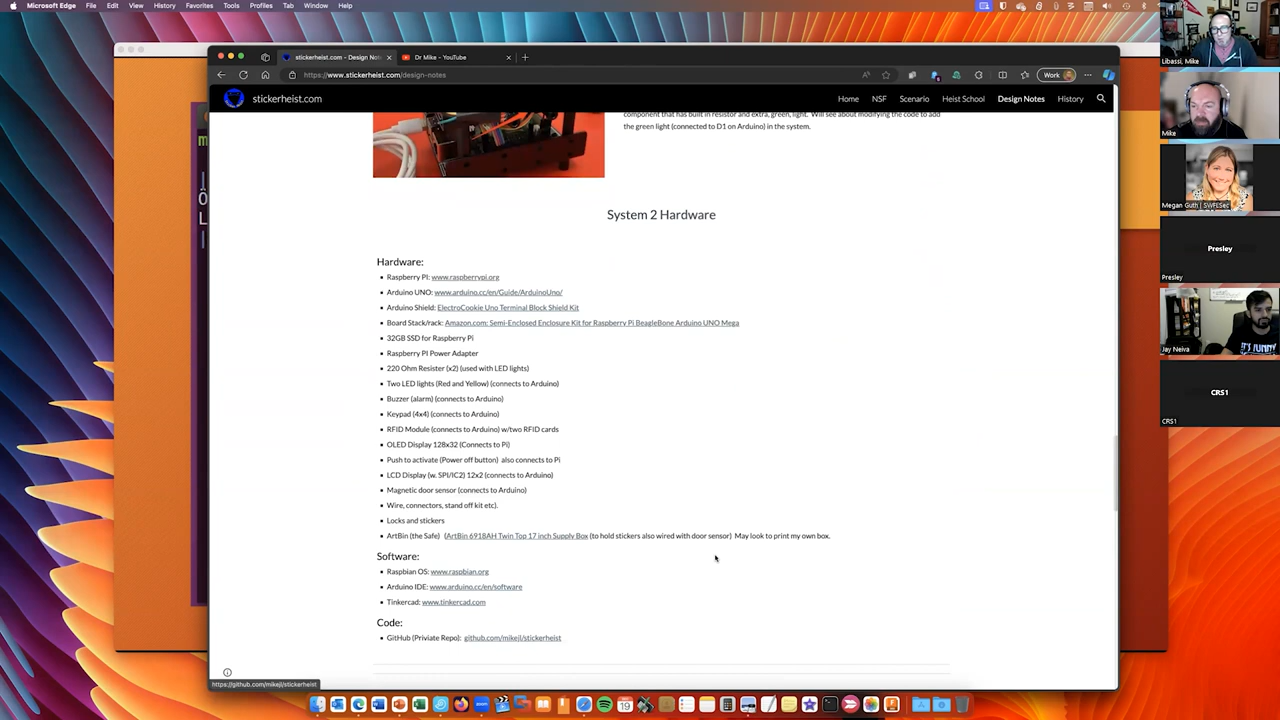 Microsoft Edge File Edit View History Favorites Tools Profiles Tab Window Help
stickerheist.com - Design Not
Dr Mike - YouTube
https://www.stickerheist.com/design-notes
Work
stickerheist.com
Home NSF Scenario Heist School Design Notes History
component that has built in resistor and extra, green, light. Will see about modifying the code to add
the green light (connected to D1 on Arduino) in the system.
System 2 Hardware
Hardware:
Raspberry PI: www.raspberrypi.org
Arduino UNO: www.arduino.cc/en/Guide/ArduinoUno/
Arduino Shield: ElectroCookie Uno Terminal Block Shield Kit
Board Stack/rack: Amazon.com: Semi-Enclosed Enclosure Kit for Raspberry Pi BeagleBone Arduino UNO Mega
32GB SSD for Raspberry Pi
Raspberry PI Power Adapter
220 Ohm Resister (x2) (used with LED lights)
Two LED lights (Red and Yellow) (connects to Arduino)
Buzzer (alarm) (connects to Arduino)
Keypad (4x4) (connects to Arduino)
RFID Module (connects to Arduino) w/two RFID cards
OLED Display 128x32 (Connects to Pi)
Push to activate (Power off button) also connects to Pi
LCD Display (w. SPI/IC2) 12x2 (connects to Arduino)
Magnetic door sensor (connects to Arduino)
Wire, connectors, stand off kit etc).
Locks and stickers
ArtBin (the Safe) (ArtBin 6918AH Twin Top 17 inch Supply Box (to hold stickers also wired with door sensor) May look to print my own box.
Software:
Raspbian OS: www.raspbian.org
Arduino IDE: www.arduino.cc/en/software
Tinkercad: www.tinkercad.com
Code:
GitHub (Priviate Repo): github.com/mikejl/stickerheist
https://github.com/mikejl/stickerheist
Libassi, Mike
Mike
Megan Guth | SWFLSec
Presley
Presley
Jay Neiva
CRS1
CRS1
19